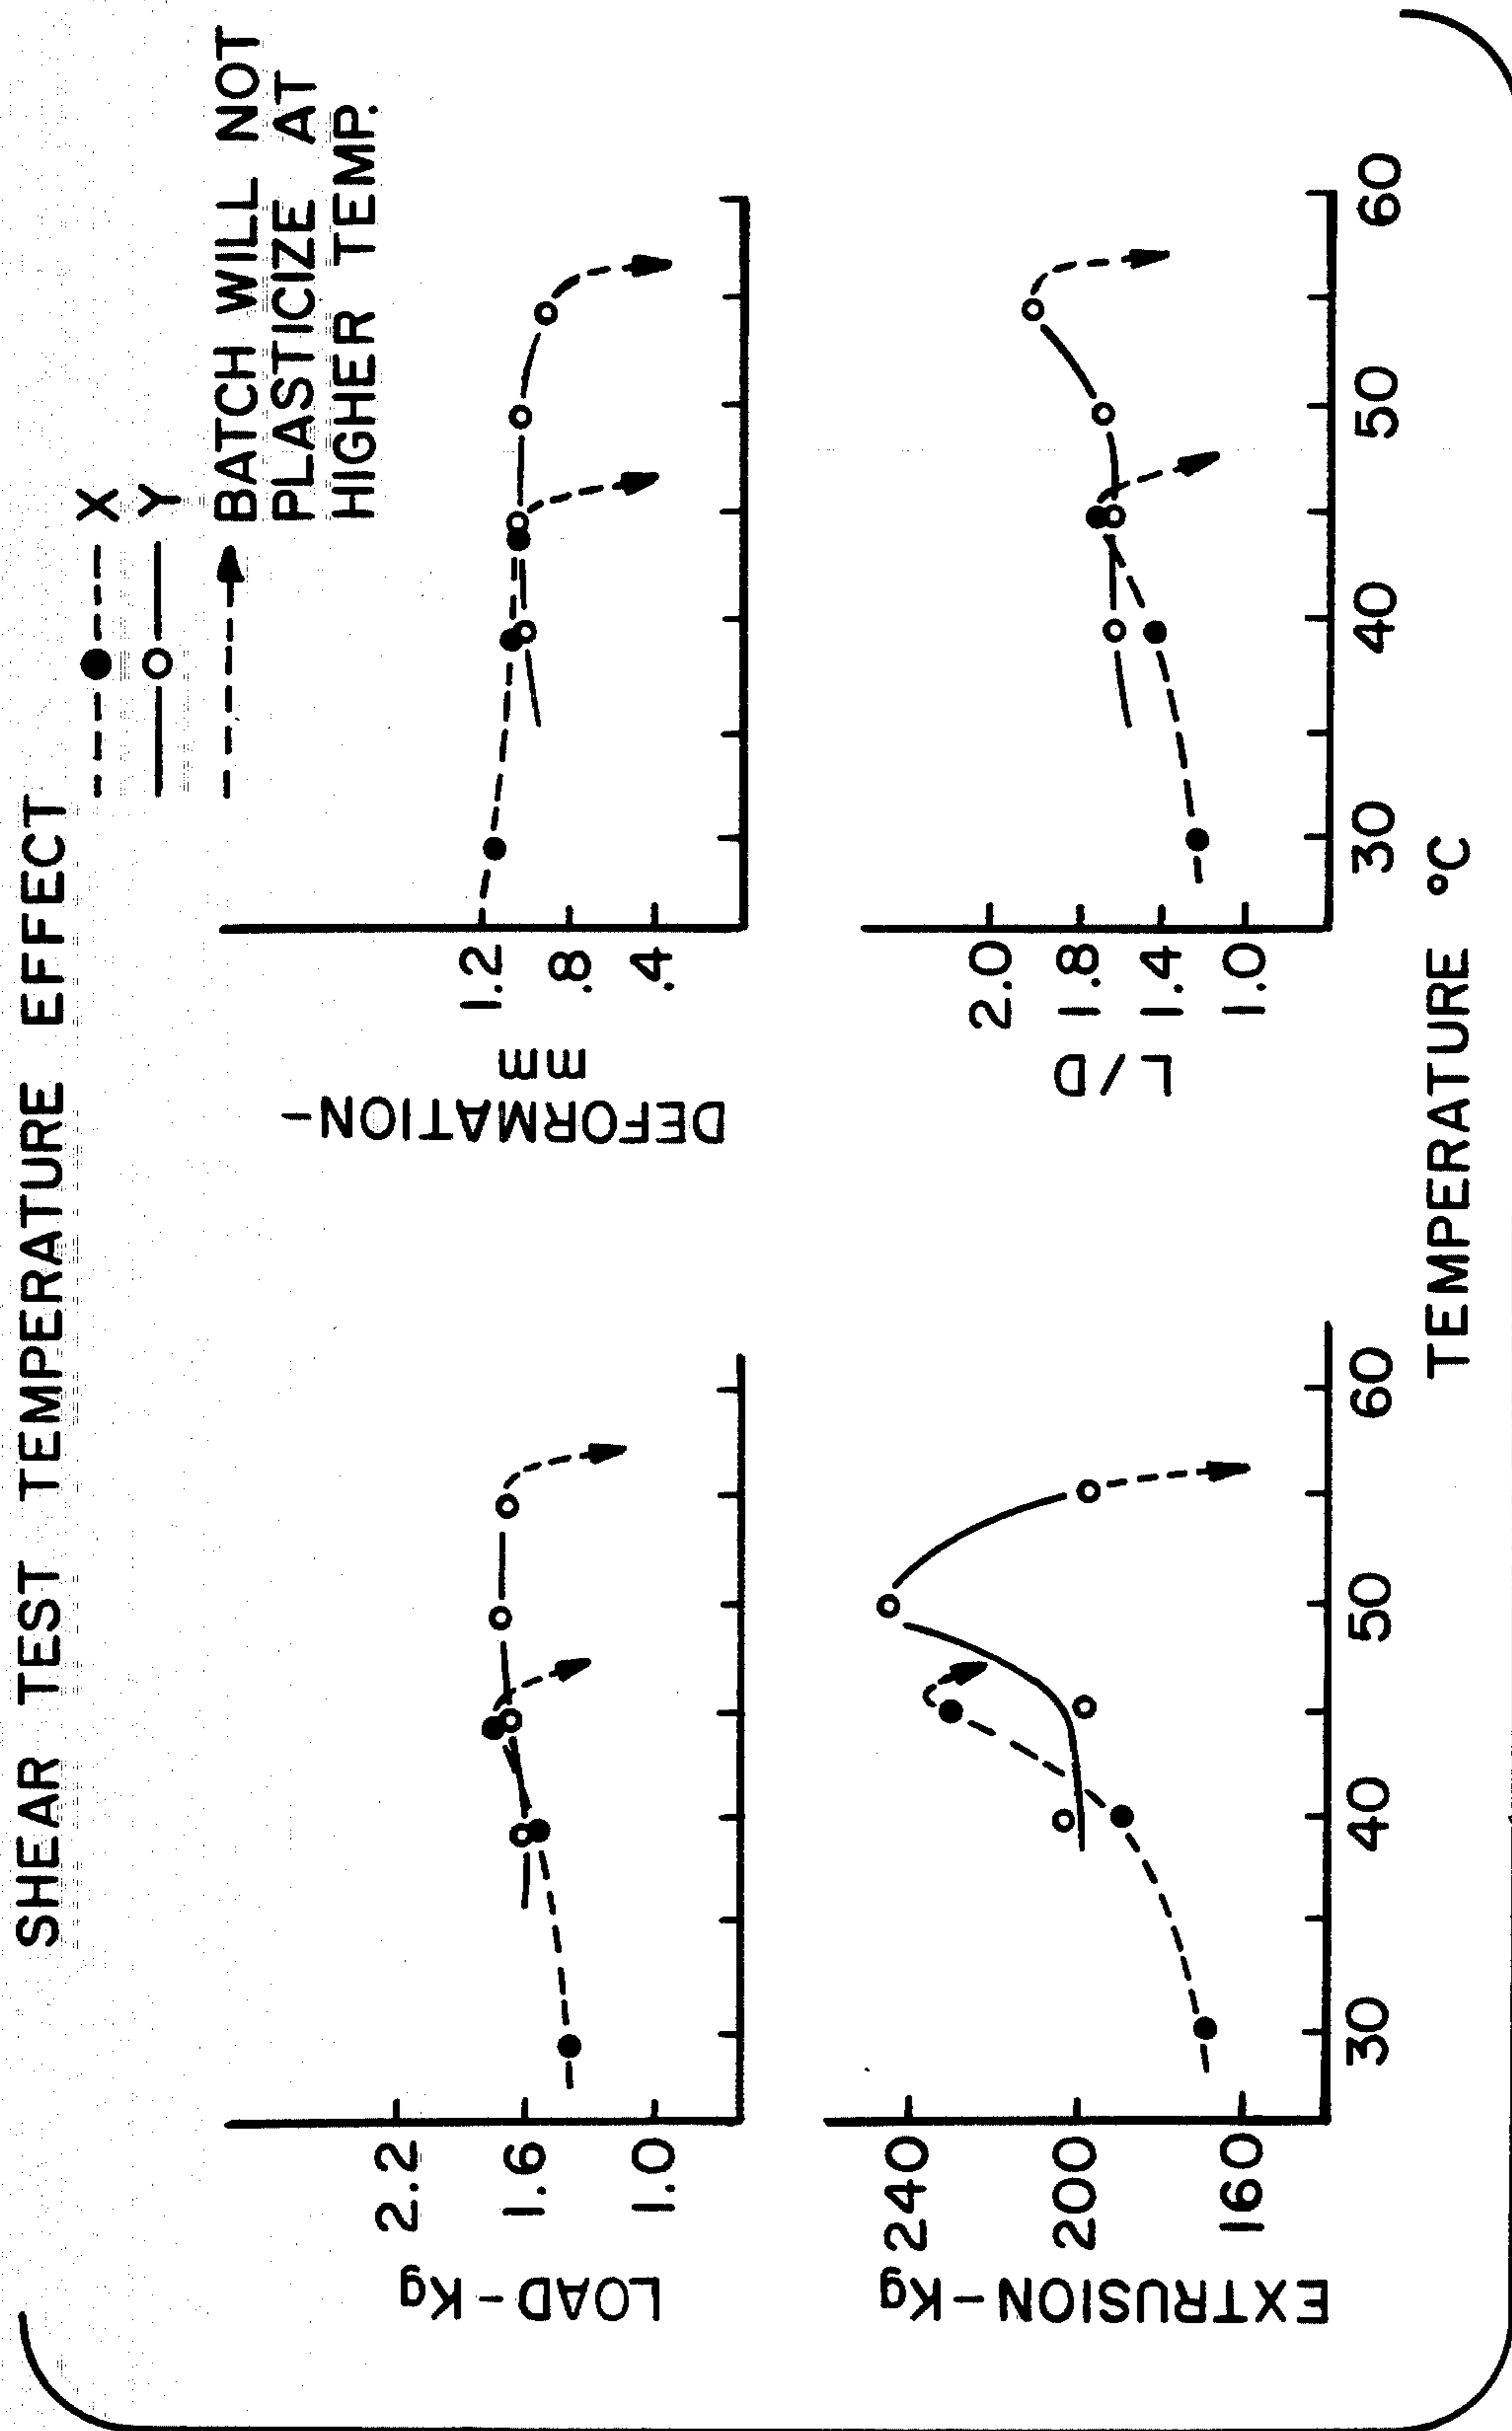 SHEAR TEST TEMPERATURE EFFECT
X
Y
BATCH WILL NOT
PLASTICIZE AT
HIGHER TEMP.
LOAD-Kg
2.2
1.6
1.0
DEFORMATION-
mm
1.2
.8
.4
EXTRUSION-Kg
240
200
160
30
40
50
60
L/D
2.0
1.8
1.4
1.0
30
40
50
60
TEMPERATURE °C